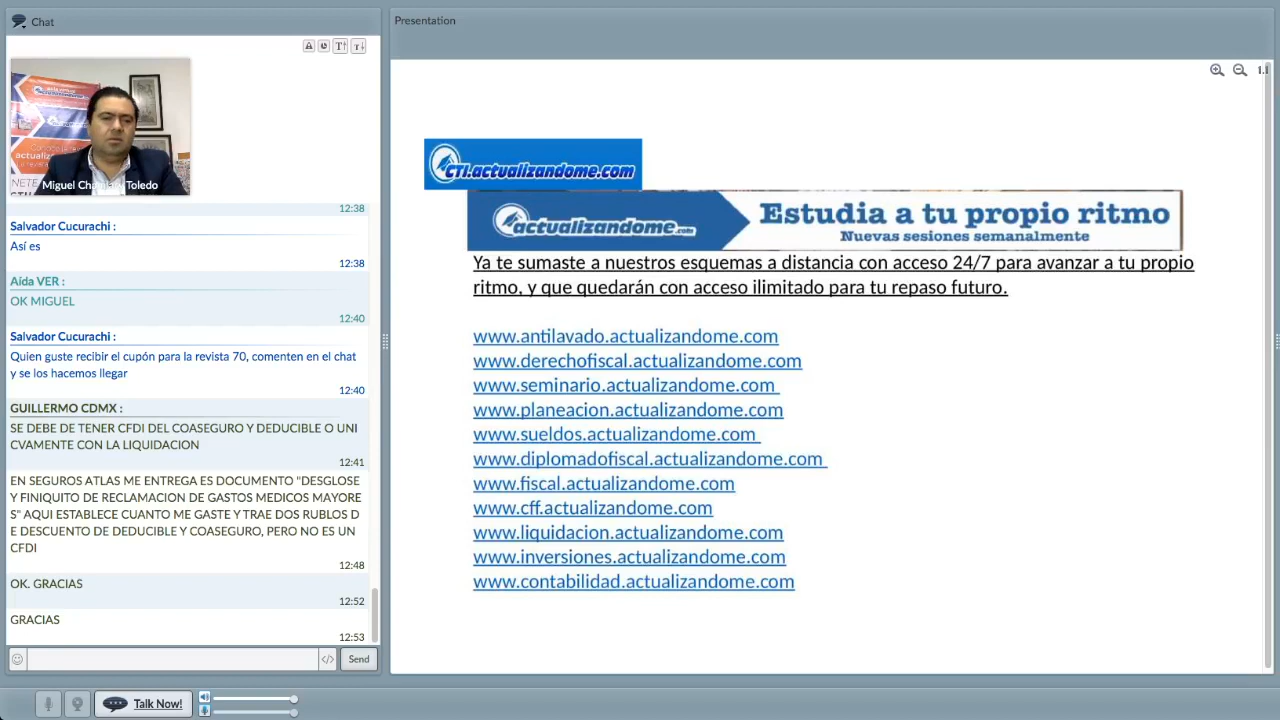 Chat
Miguel Toledo
12:38
Salvador Cucurachi :
Así es
12:38
Aída VER :
OK MIGUEL
12:40
Salvador Cucurachi :
Quien guste recibir el cupón para la revista 70, comenten en el chat
y se los hacemos llegar
12:40
GUILLERMO CDMX :
SE DEBE DE TENER CFDI DEL COASEGURO Y DEDUCIBLE O UNI
CVAMENTE CON LA LIQUIDACION
12:41
EN SEGUROS ATLAS ME ENTREGA ES DOCUMENTO "DESGLOSE
Y FINIQUITO DE RECLAMACION DE GASTOS MEDICOS MAYORE
S" AQUI ESTABLECE CUANTO ME GASTE Y TRAE DOS RUBLOS D
E DESCUENTO DE DEDUCIBLE Y COASEGURO, PERO NO ES UN
CFDI
12:48
OK. GRACIAS
12:52
GRACIAS
12:53
Send
Talk Now!
Presentation
CTI.actualizandome.com
actualizandome.com
Estudia a tu propio ritmo
Nuevas sesiones semanalmente
Ya te sumaste a nuestros esquemas a distancia con acceso 24/7 para avanzar a tu propio
ritmo, y que quedarán con acceso ilimitado para tu repaso futuro.
www.antilavado.actualizandome.com
www.derechofiscal.actualizandome.com
www.seminario.actualizandome.com
www.planeacion.actualizandome.com
www.sueldos.actualizandome.com
www.diplomadofiscal.actualizandome.com
www.fiscal.actualizandome.com
www.cff.actualizandome.com
www.liquidacion.actualizandome.com
www.inversiones.actualizandome.com
www.contabilidad.actualizandome.com